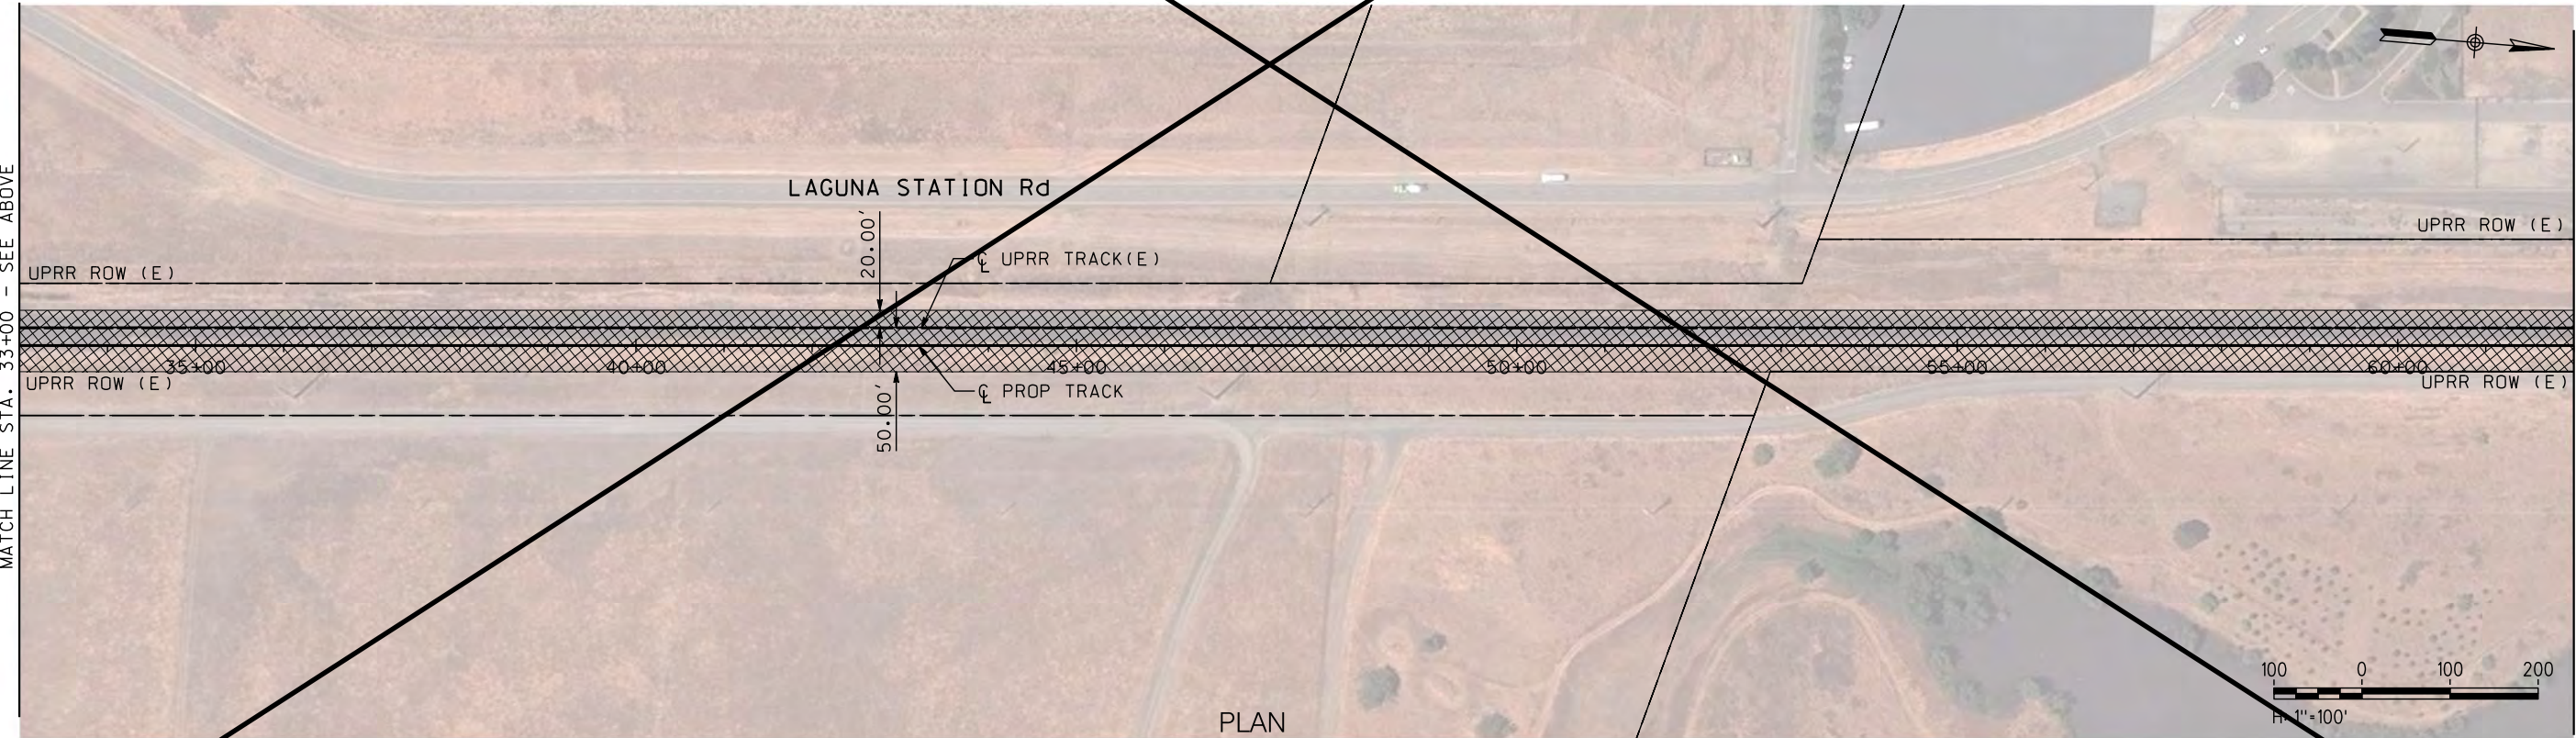 MATCH LINE STA. 33+00 - SEE ABOVE
LAGUNA STATION Rd
20.00'
℄ UPRR TRACK(E)
UPRR ROW (E)
UPRR ROW (E)
35+00
40+00
45+00
50+00
55+00
60+00
UPRR ROW (E)
UPRR ROW (E)
℄ PROP TRACK
50.00'
100 0 100 200
H: 1"=100'
PLAN